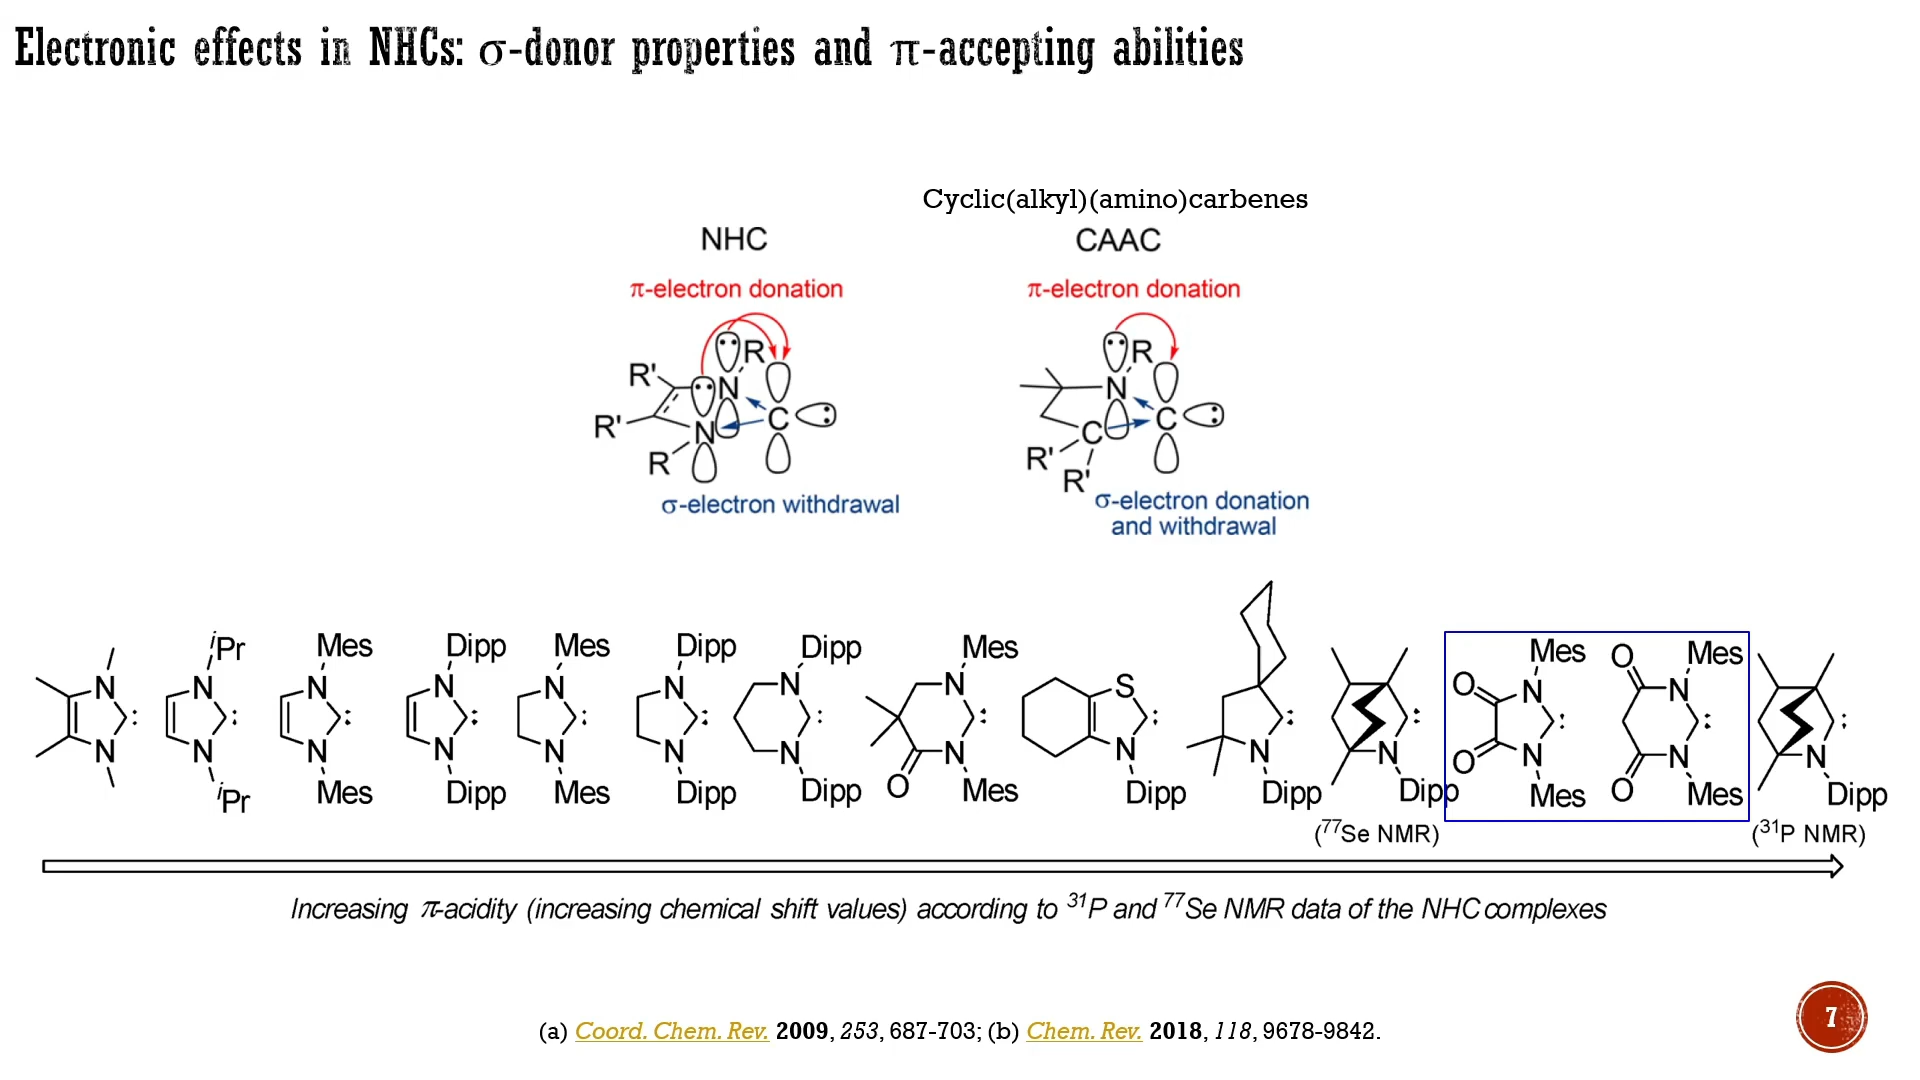 Electronic effects in NHCs: σ-donor properties and π-accepting abilities
Cyclic(alkyl)(amino)carbenes
NHC
CAAC
π-electron donation
π-electron donation
R' R' R N N R C
N R C C R' R'
σ-electron withdrawal
σ-electron donation
and withdrawal
N N
iPr N N iPr
Mes N N Mes
Dipp N N Dipp
Mes N N Mes
Dipp N N Dipp
Dipp N N Dipp
Mes N N O Mes
S N Dipp
N Dipp
N Dipp
(77Se NMR)
O O Mes N N Mes
O O Mes N N Mes
N Dipp
(31P NMR)
Increasing π-acidity (increasing chemical shift values) according to 31P and 77Se NMR data of the NHC complexes
(a) Coord. Chem. Rev. 2009, 253, 687-703; (b) Chem. Rev. 2018, 118, 9678-9842.
7